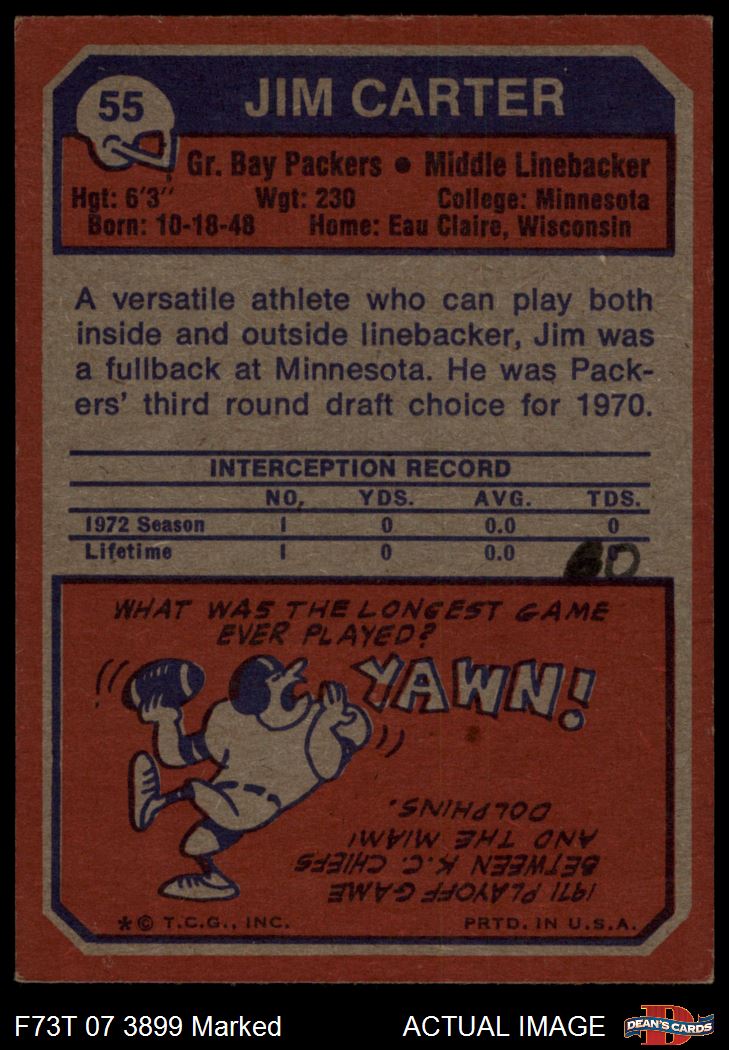 55
JIM CARTER
Gr. Bay Packers • Middle Linebacker
Hgt: 6'3" Wgt: 230 College: Minnesota
Born: 10-18-48 Home: Eau Claire, Wisconsin
A versatile athlete who can play both
inside and outside linebacker, Jim was
a fullback at Minnesota. He was Pack-
ers' third round draft choice for 1970.
INTERCEPTION RECORD
NO, YDS. AVG. TDS.
1972 Season 1 0 0.0 0
Lifetime 1 0 0.0
WHAT WAS THE LONGEST GAME
EVER PLAYED?
YAWN!
1971 PLAYOFF GAME
BETWEEN K.C. CHIEFS
AND THE MIAMI
DOLPHINS.
*© T.C.G., INC. PRTD. IN U.S.A.
F73T 07 3899 Marked ACTUAL IMAGE
D
DEAN'S CARDS